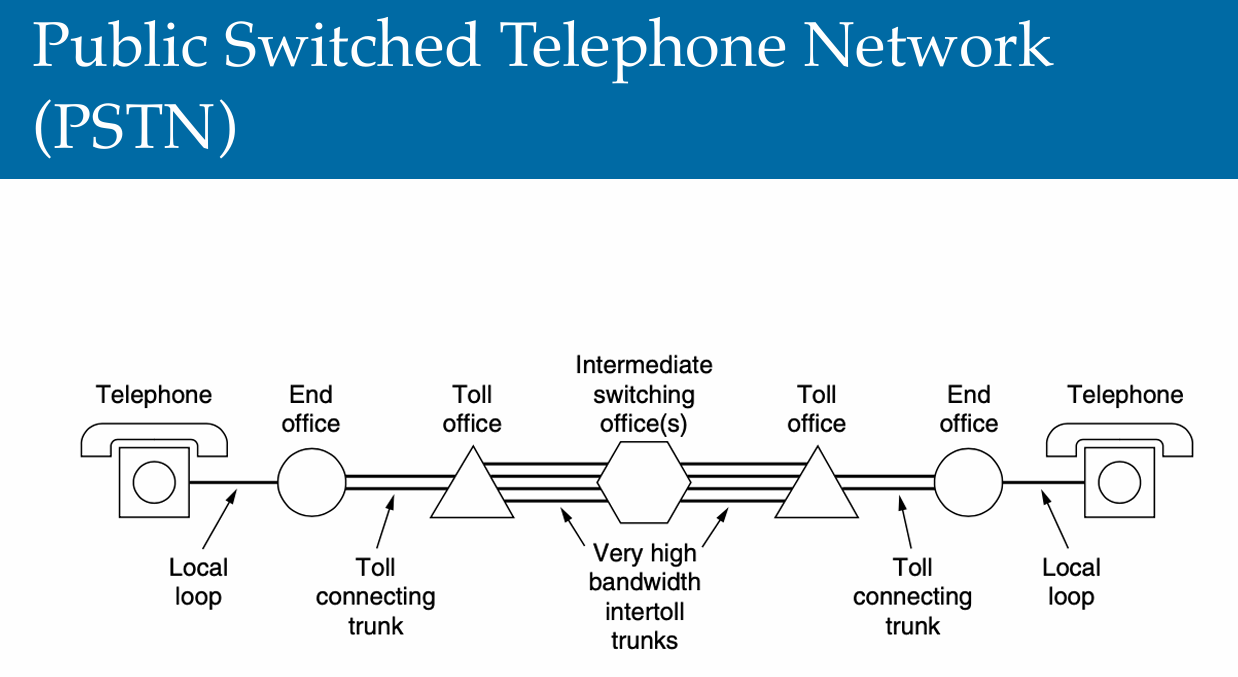 Public Switched Telephone Network
(PSTN)
Telephone
End
office
Toll
office
Intermediate
switching
office(s)
Toll
office
End
office
Telephone
Local
loop
Toll
connecting
trunk
Very high
bandwidth
intertoll
trunks
Toll
connecting
trunk
Local
loop